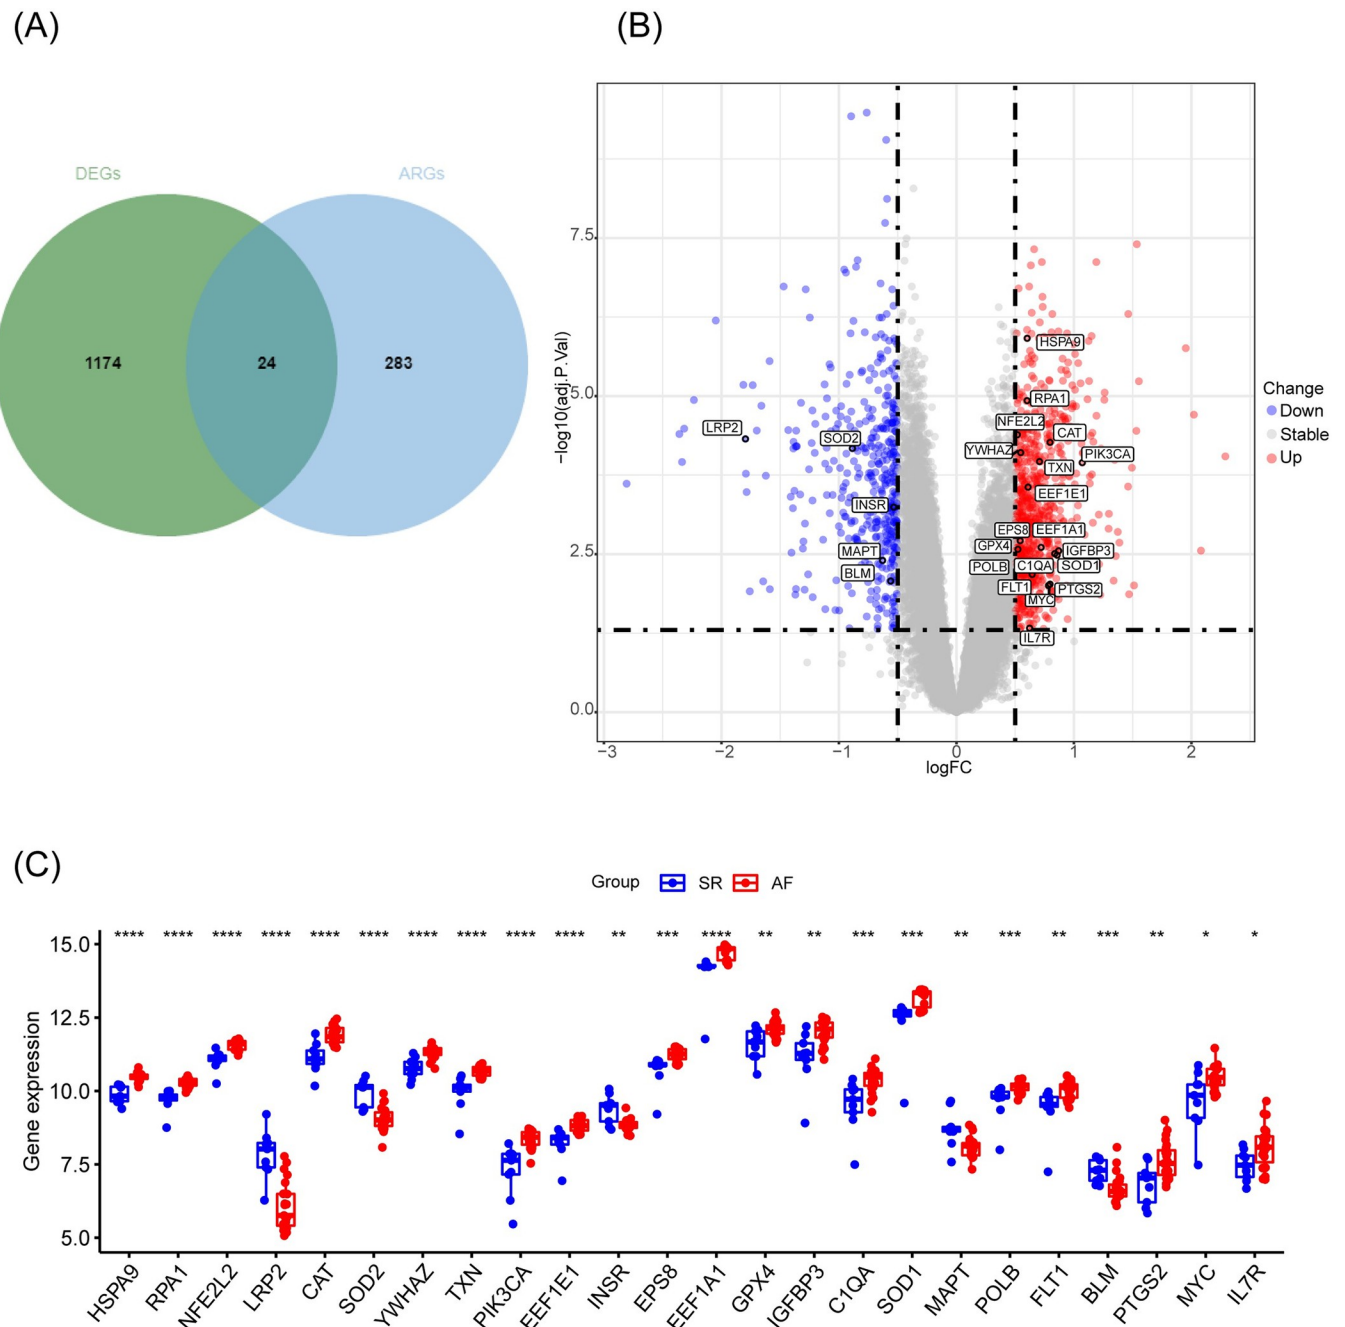 (A)
(B)
DEGs
ARGs
1174
24
283
−log10(adj.P.Val)
7.5
5.0
2.5
0.0
HSPA9
RPA1
NFE2L2
LRP2
SOD2
CAT
YWHAZ
PIK3CA
TXN
EEF1E1
INSR
EPS8
EEF1A1
GPX4
MAPT
IGFBP3
POLB
C1QA
SOD1
BLM
FLT1
PTGS2
MYC
IL7R
−3
−2
−1
0
1
2
logFC
Change
Down
Stable
Up
(C)
Group SR AF
**** **** **** **** **** **** **** **** **** **** ** *** **** ** ** *** *** ** *** ** *** ** * *
Gene expression
15.0
12.5
10.0
7.5
5.0
HSPA9 RPA1 NFE2L2 LRP2 CAT SOD2 YWHAZ TXN PIK3CA EEF1E1 INSR EPS8 EEF1A1 GPX4 IGFBP3 C1QA SOD1 MAPT POLB FLT1 BLM PTGS2 MYC IL7R